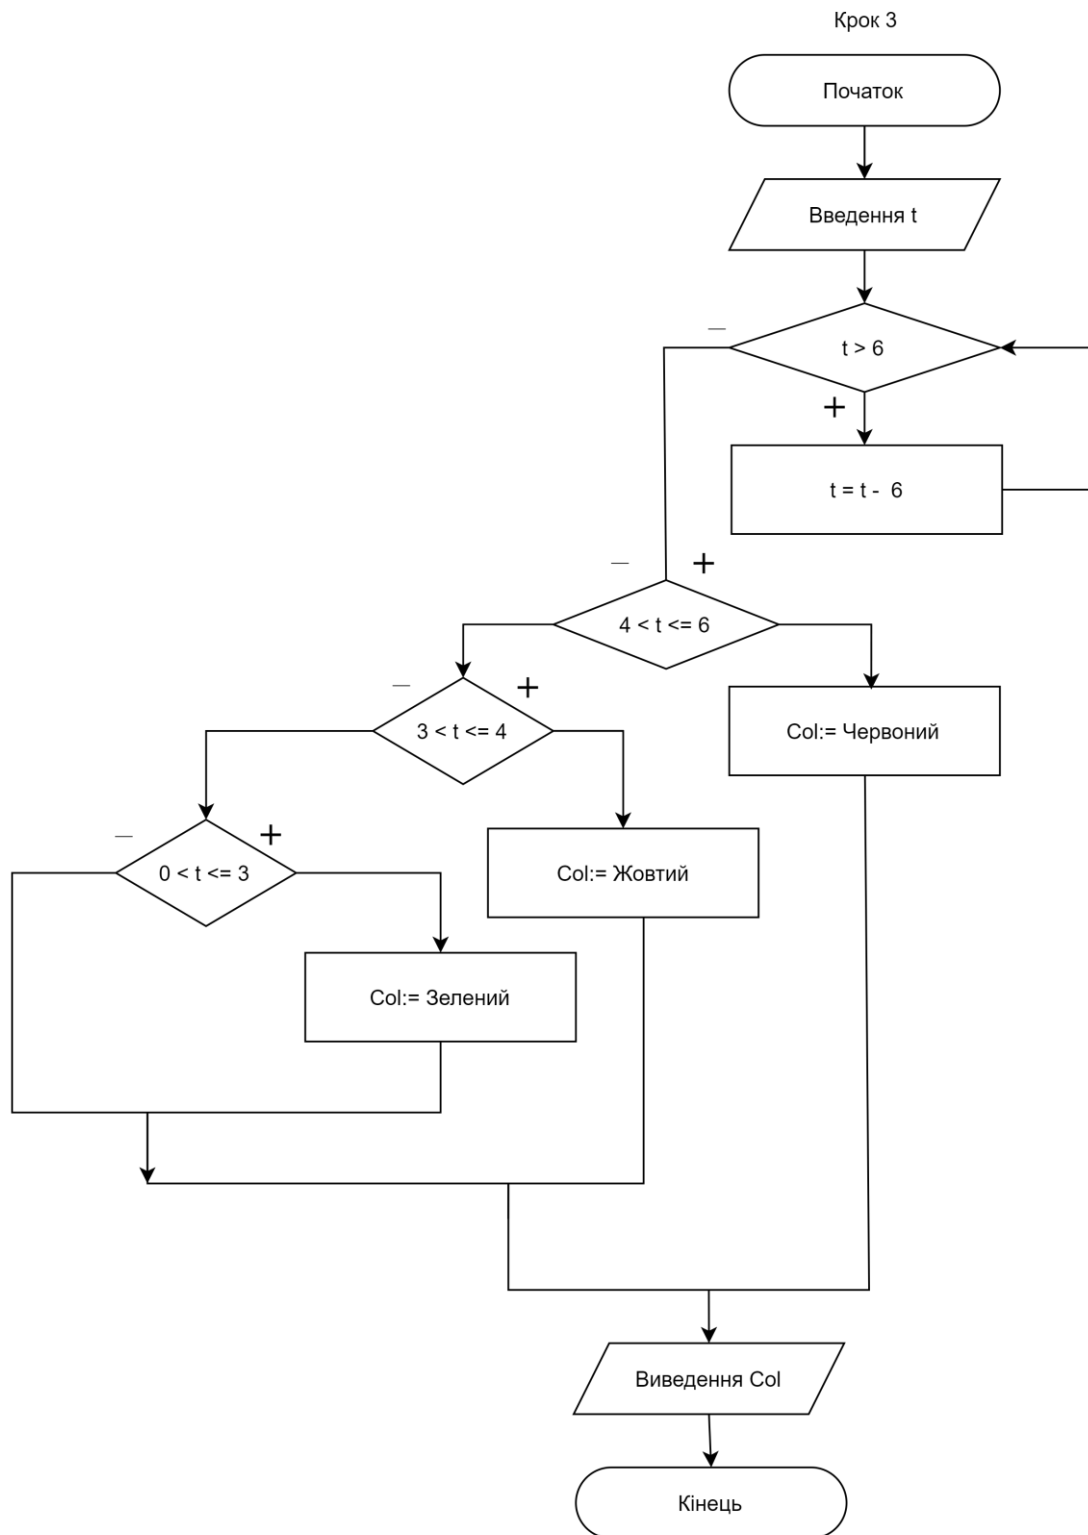 Крок 3
Початок
Введення t
t > 6
—
+
t = t - 6
—
+
4 < t <= 6
—
+
3 < t <= 4
Col:= Червоний
—
+
0 < t <= 3
Col:= Жовтий
Col:= Зелений
Виведення Col
Кінець